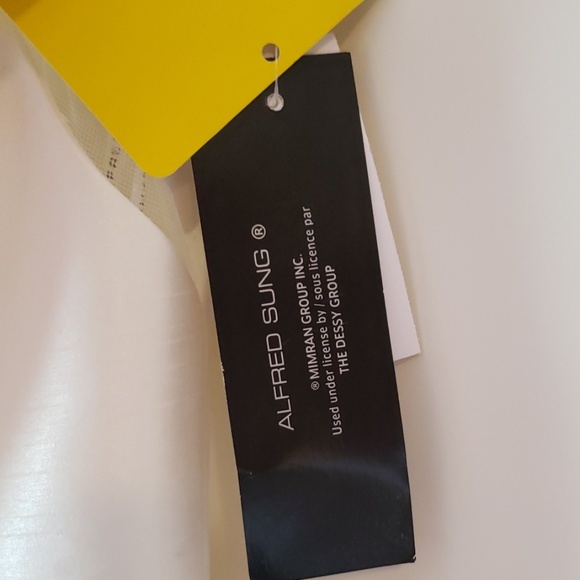 ALFRED SUNG ®
® MIMRAN GROUP INC.
Used under license by / sous licence par
THE DESSY GROUP